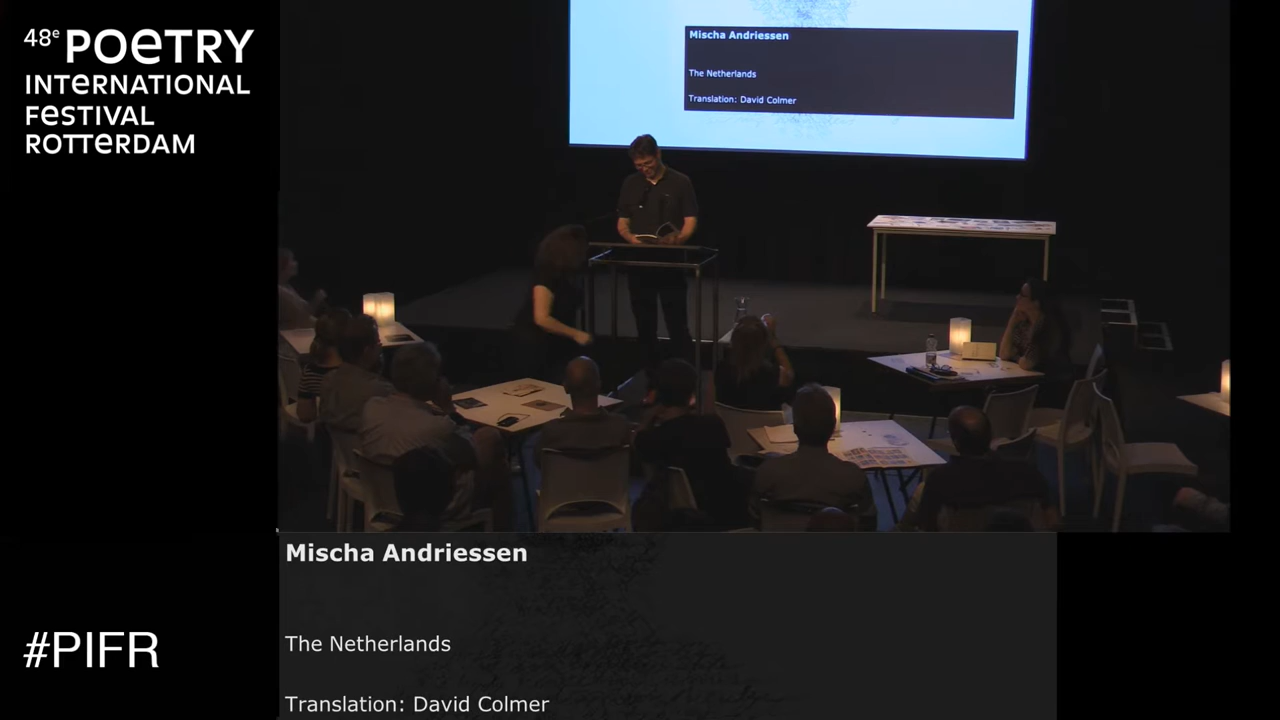 48e POETRY
INTERNATIONAL
FESTIVAL
ROTTERDAM
Mischa Andriessen
The Netherlands
Translation: David Colmer
Mischa Andriessen
The Netherlands
Translation: David Colmer
#PIFR